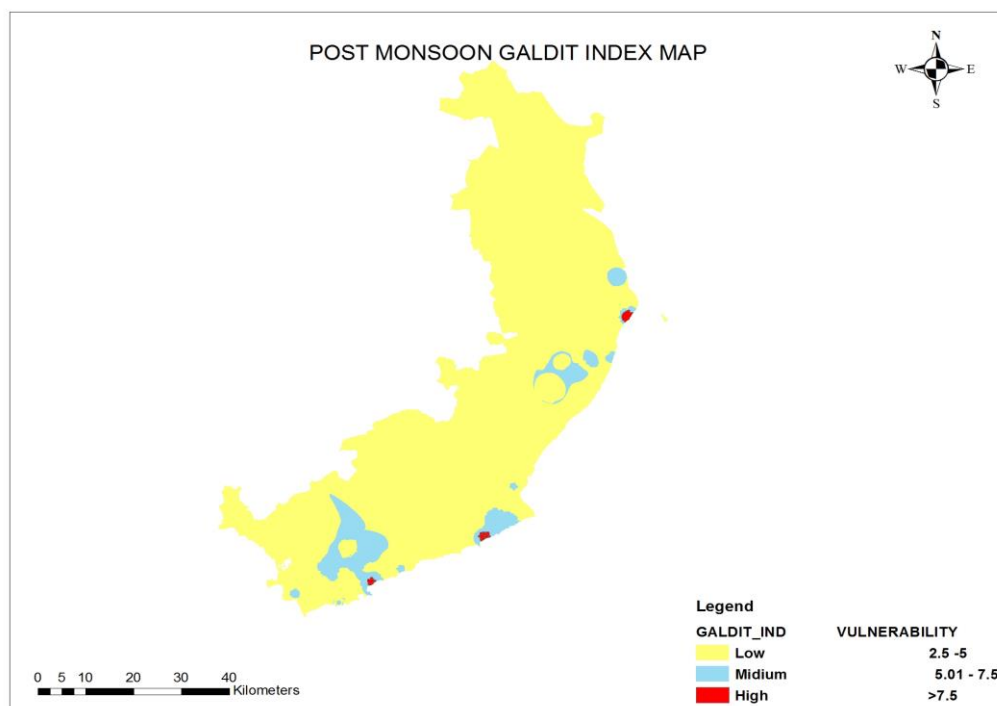 POST MONSOON GALDIT INDEX MAP
N
W E
S
Legend
GALDIT_IND VULNERABILITY
Low 2.5 -5
Midium 5.01 - 7.5
High >7.5
0 5 10 20 30 40
Kilometers